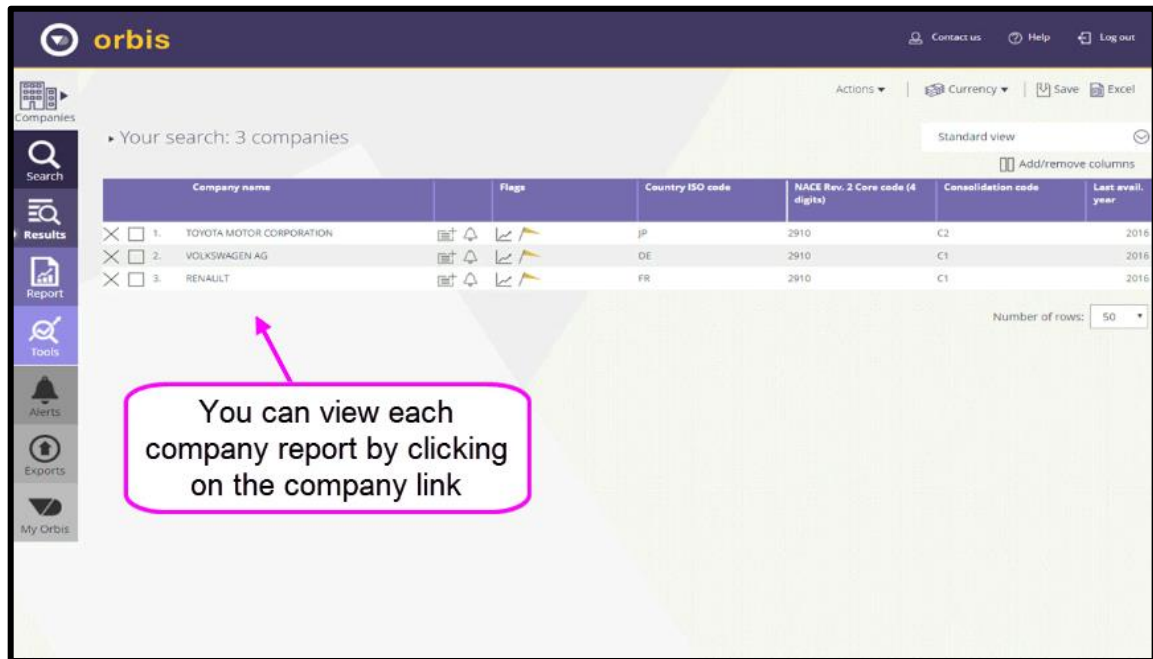 orbis
Contact us Help Log out
Companies
Actions Currency Save Excel
Your search: 3 companies
Standard view
Search
Add/remove columns
Company name Flags Country ISO code NACE Rev. 2 Core code (4 digits) Consolidation code Last avail. year
Results
1. TOYOTA MOTOR CORPORATION JP 2910 C2 2016
2. VOLKSWAGEN AG DE 2910 C1 2016
3. RENAULT FR 2910 C1 2016
Report
Number of rows: 50
Tools
Alerts
You can view each
company report by clicking
on the company link
Exports
My Orbis